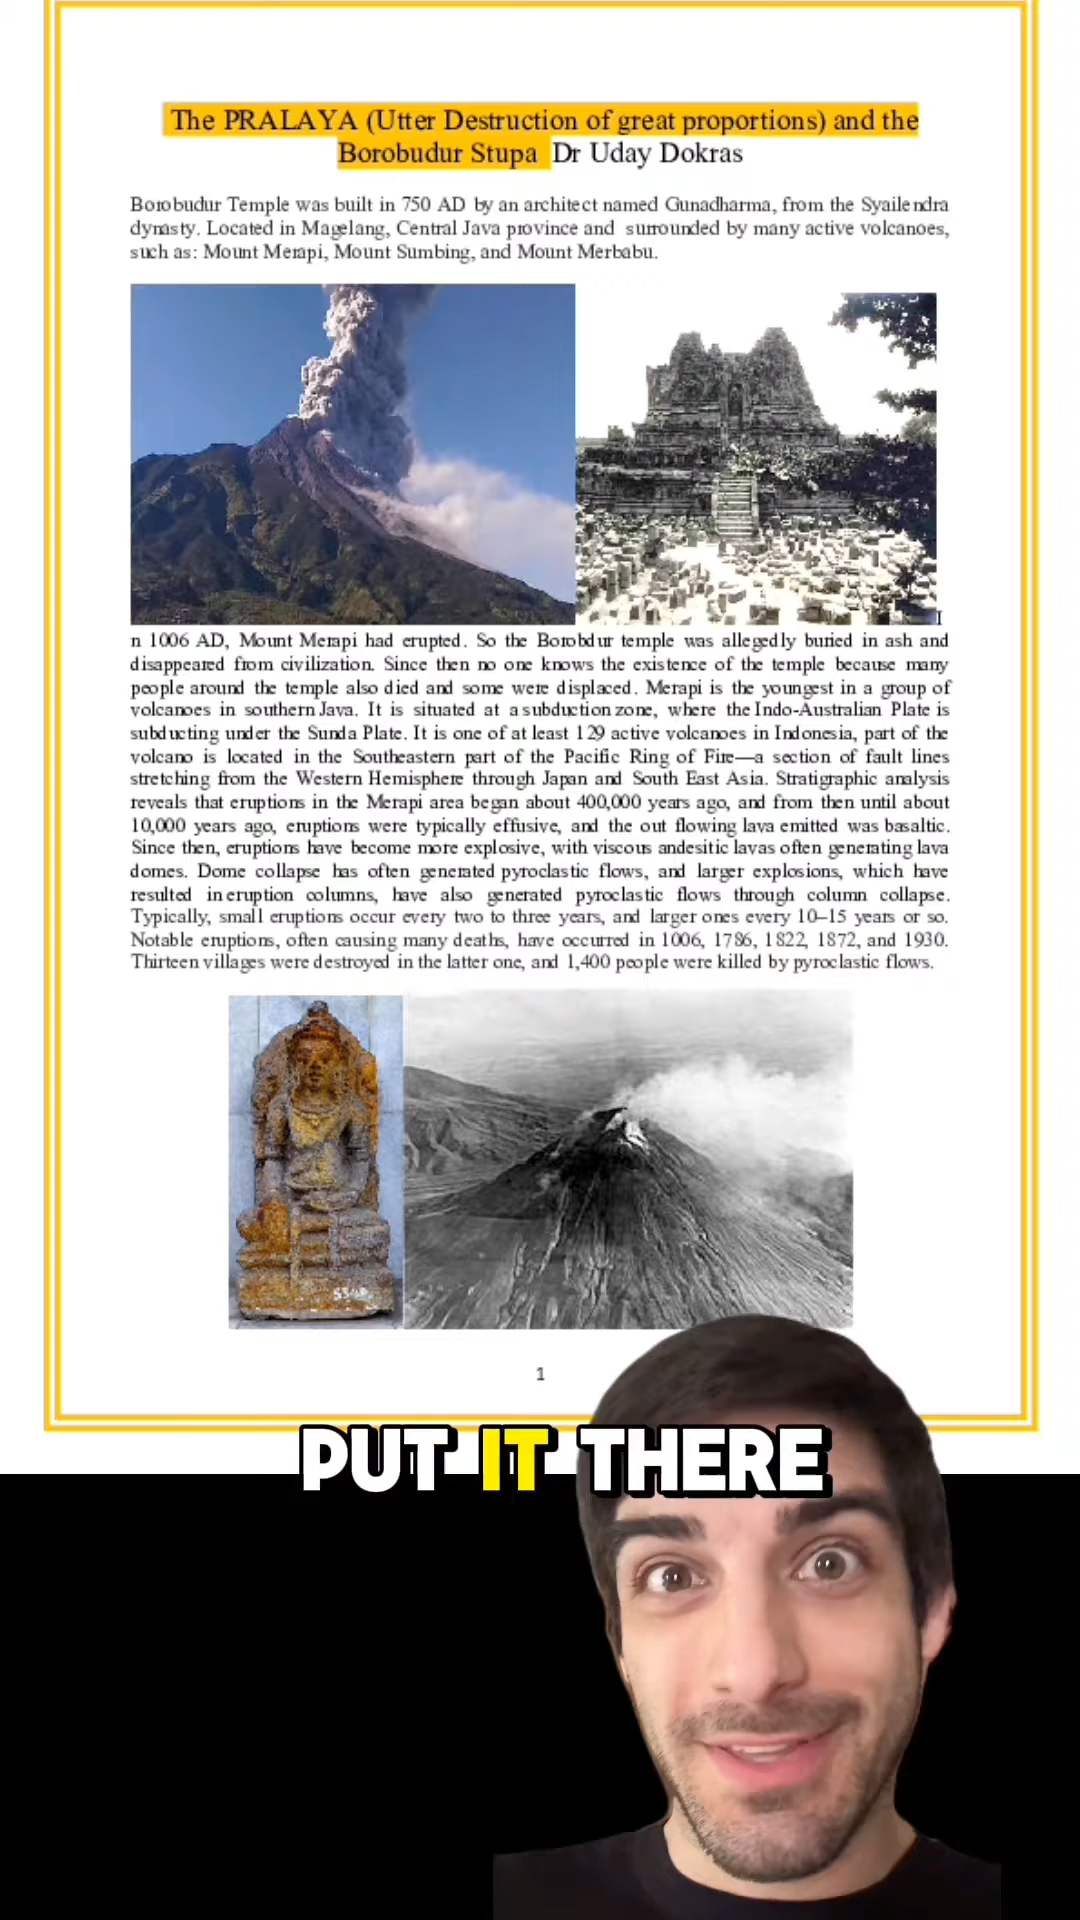 The PRALAYA (Utter Destruction of great proportions) and the
Borobudur Stupa Dr Uday Dokras
Borobudur Temple was built in 750 AD by an architect named Gunadharma, from the Syailendra
dynasty. Located in Magelang, Central Java province and surrounded by many active volcanoes,
such as: Mount Merapi, Mount Sumbing, and Mount Merbabu.
I
n 1006 AD, Mount Merapi had erupted. So the Borobdur temple was allegedly buried in ash and
disappeared from civilization. Since then no one knows the existence of the temple because many
people around the temple also died and some were displaced. Merapi is the youngest in a group of
volcanoes in southern Java. It is situated at a subduction zone, where the Indo-Australian Plate is
subducting under the Sunda Plate. It is one of at least 129 active volcanoes in Indonesia, part of the
volcano is located in the Southeastern part of the Pacific Ring of Fire—a section of fault lines
stretching from the Western Hemisphere through Japan and South East Asia. Stratigraphic analysis
reveals that eruptions in the Merapi area began about 400,000 years ago, and from then until about
10,000 years ago, eruptions were typically effusive, and the out flowing lava emitted was basaltic.
Since then, eruptions have become more explosive, with viscous andesitic lavas often generating lava
domes. Dome collapse has often generated pyroclastic flows, and larger explosions, which have
resulted in eruption columns, have also generated pyroclastic flows through column collapse.
Typically, small eruptions occur every two to three years, and larger ones every 10–15 years or so.
Notable eruptions, often causing many deaths, have occurred in 1006, 1786, 1822, 1872, and 1930.
Thirteen villages were destroyed in the latter one, and 1,400 people were killed by pyroclastic flows.
1
PUT IT THERE